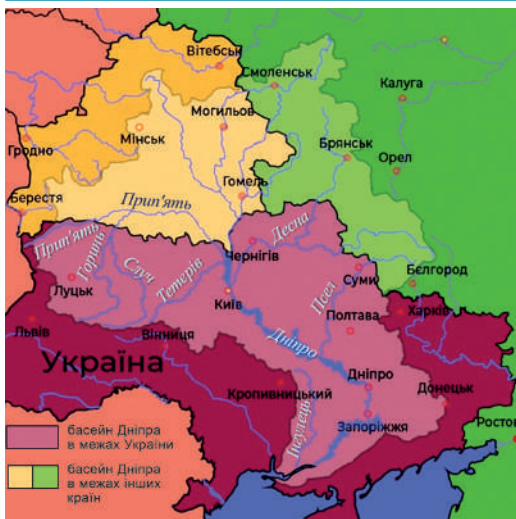 Вітебськ
Смоленськ
Калуга
Могильов
Мінськ
Гродно
Брянськ
Орел
Гомель
Берестя
Прип'ять
Прип'ять
Горинь
Случ
Тетерів
Десна
Чернігів
Луцьк
Суми
Бєлгород
Псел
Київ
Полтава
Харків
Львів
Вінниця
Дніпро
Україна
Кропивницький
Дніпро
Донецьк
Інгулець
Запоріжжя
Ростов
басейн Дніпра
в межах України
басейн Дніпра
в межах інших
країн